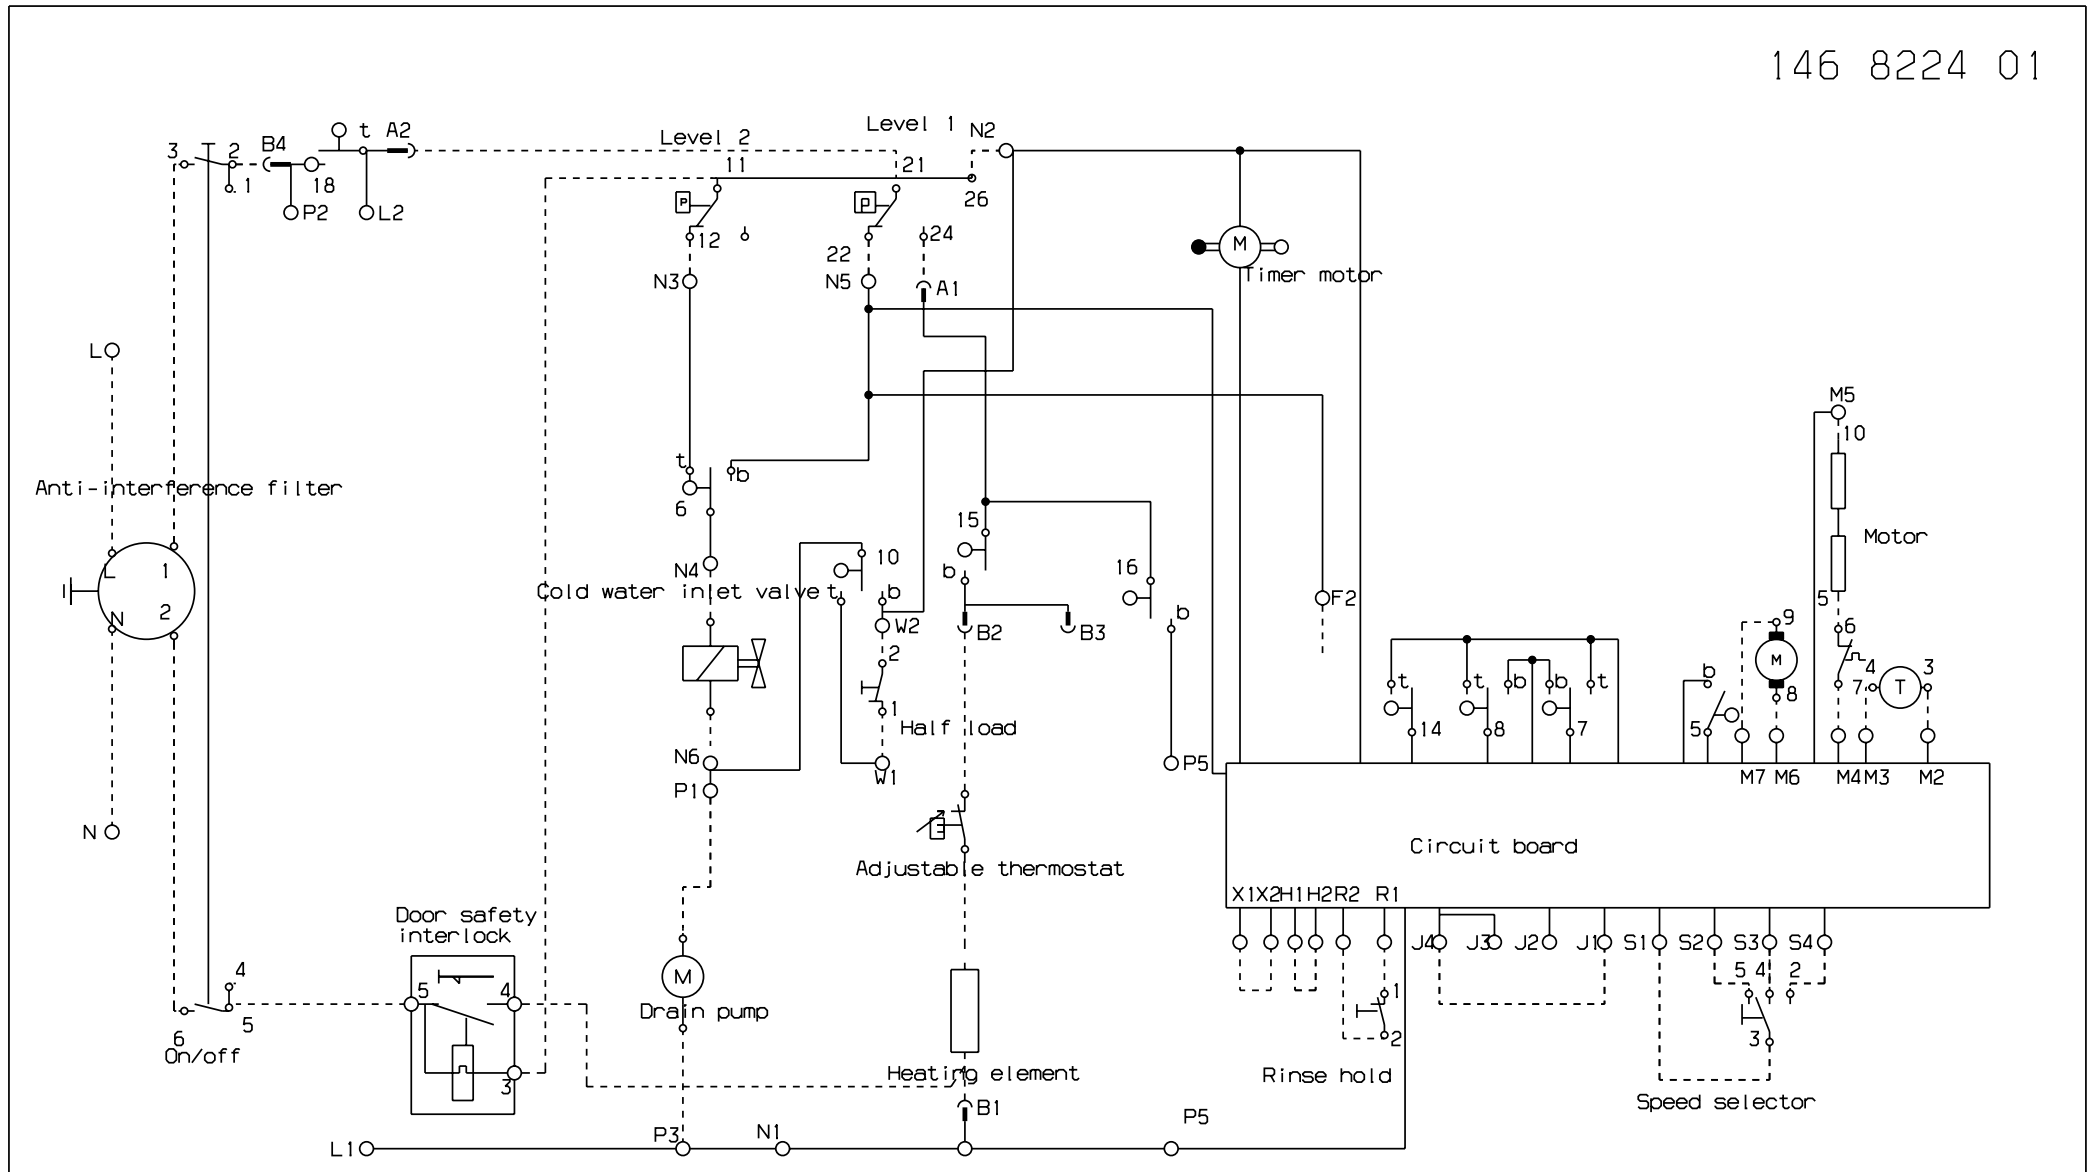 146 8224 01
Level 1
N2
t
A2
Level 2
3
2
B4
11
21
1
18
26
P2
L2
P
P
12
24
22
M
Timer motor
N3
N5
A1
L
M5
10
t
b
Anti-interference filter
6
15
Motor
10
16
L
1
N4
b
Cold water inlet valve
t
b
5
F2
N
2
W2
B2
B3
b
9
6
2
M
4
3
b
t
t
b
b
t
7
T
8
1
Half load
14
8
7
5
N6
W1
P5
M7
M6
M4
M3
M2
P1
N
Circuit board
Adjustable thermostat
X1
X2
H1
H2
R2
R1
Door safety
interlock
J4
J3
J2
J1
S1
S2
S3
S4
4
5
4
M
5
4
2
1
Drain pump
5
6
2
3
On/off
Heating element
Rinse hold
3
Speed selector
B1
P5
P3
N1
L1